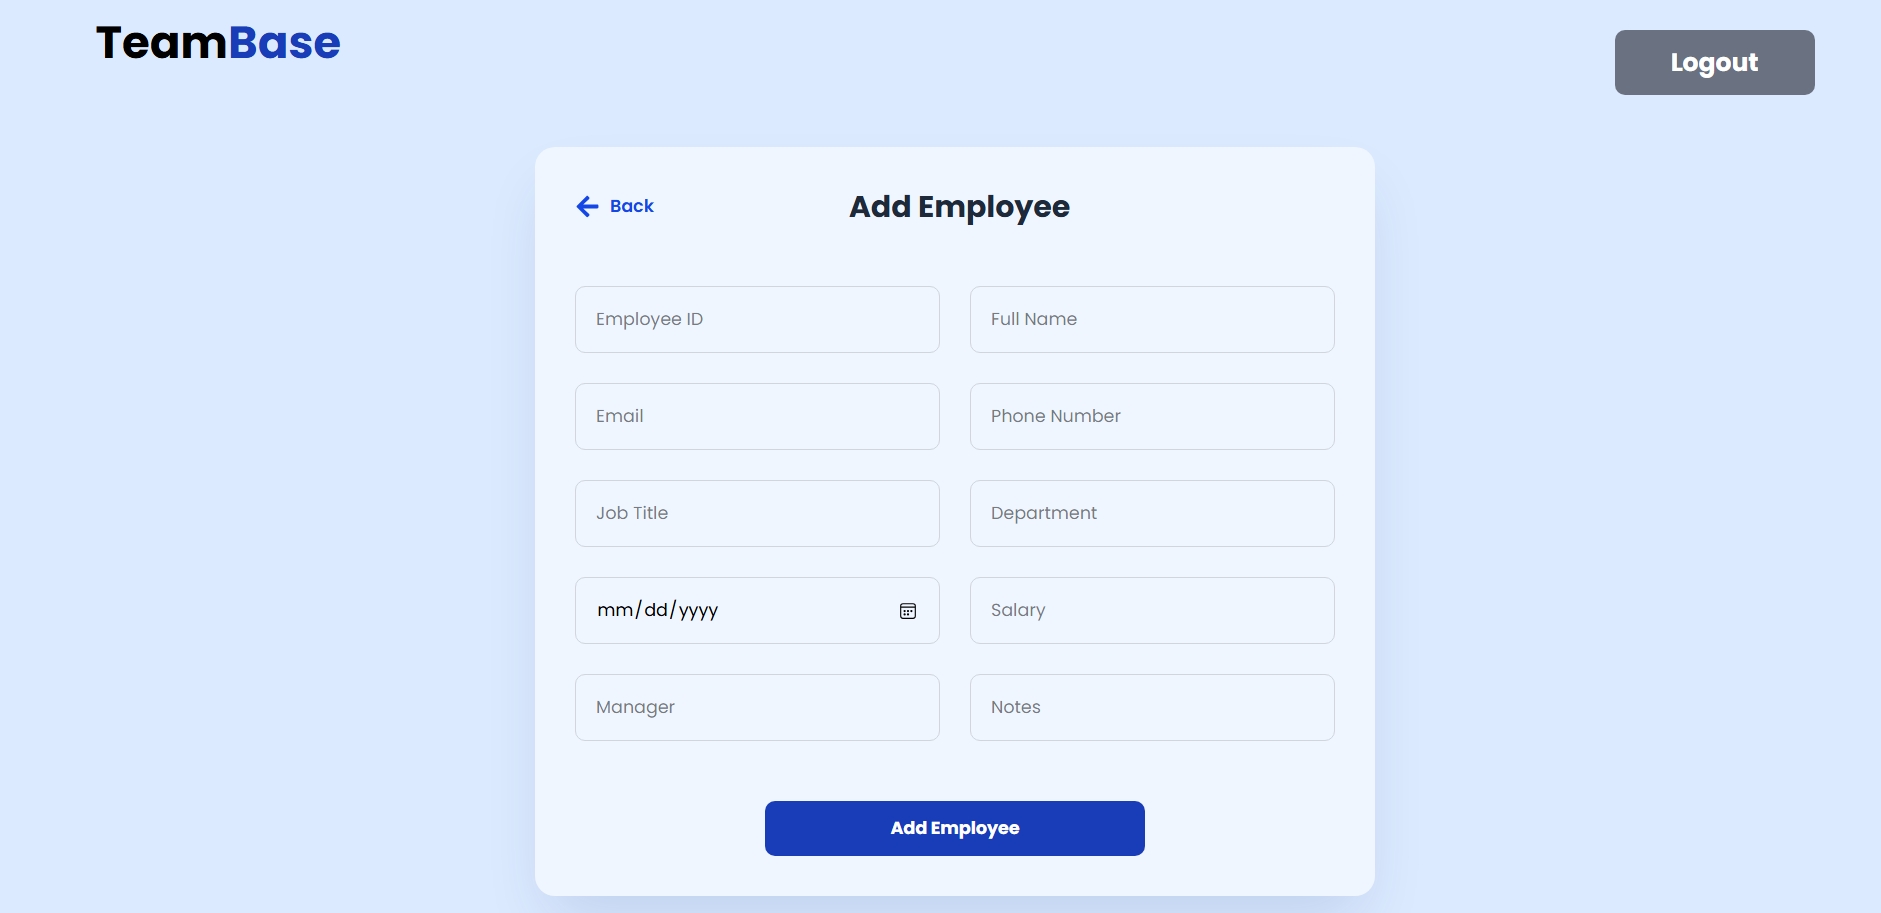 TeamBase
Logout
Back
Add Employee
Employee ID
Full Name
Email
Phone Number
Job Title
Department
mm/dd/yyyy
Salary
Manager
Notes
Add Employee